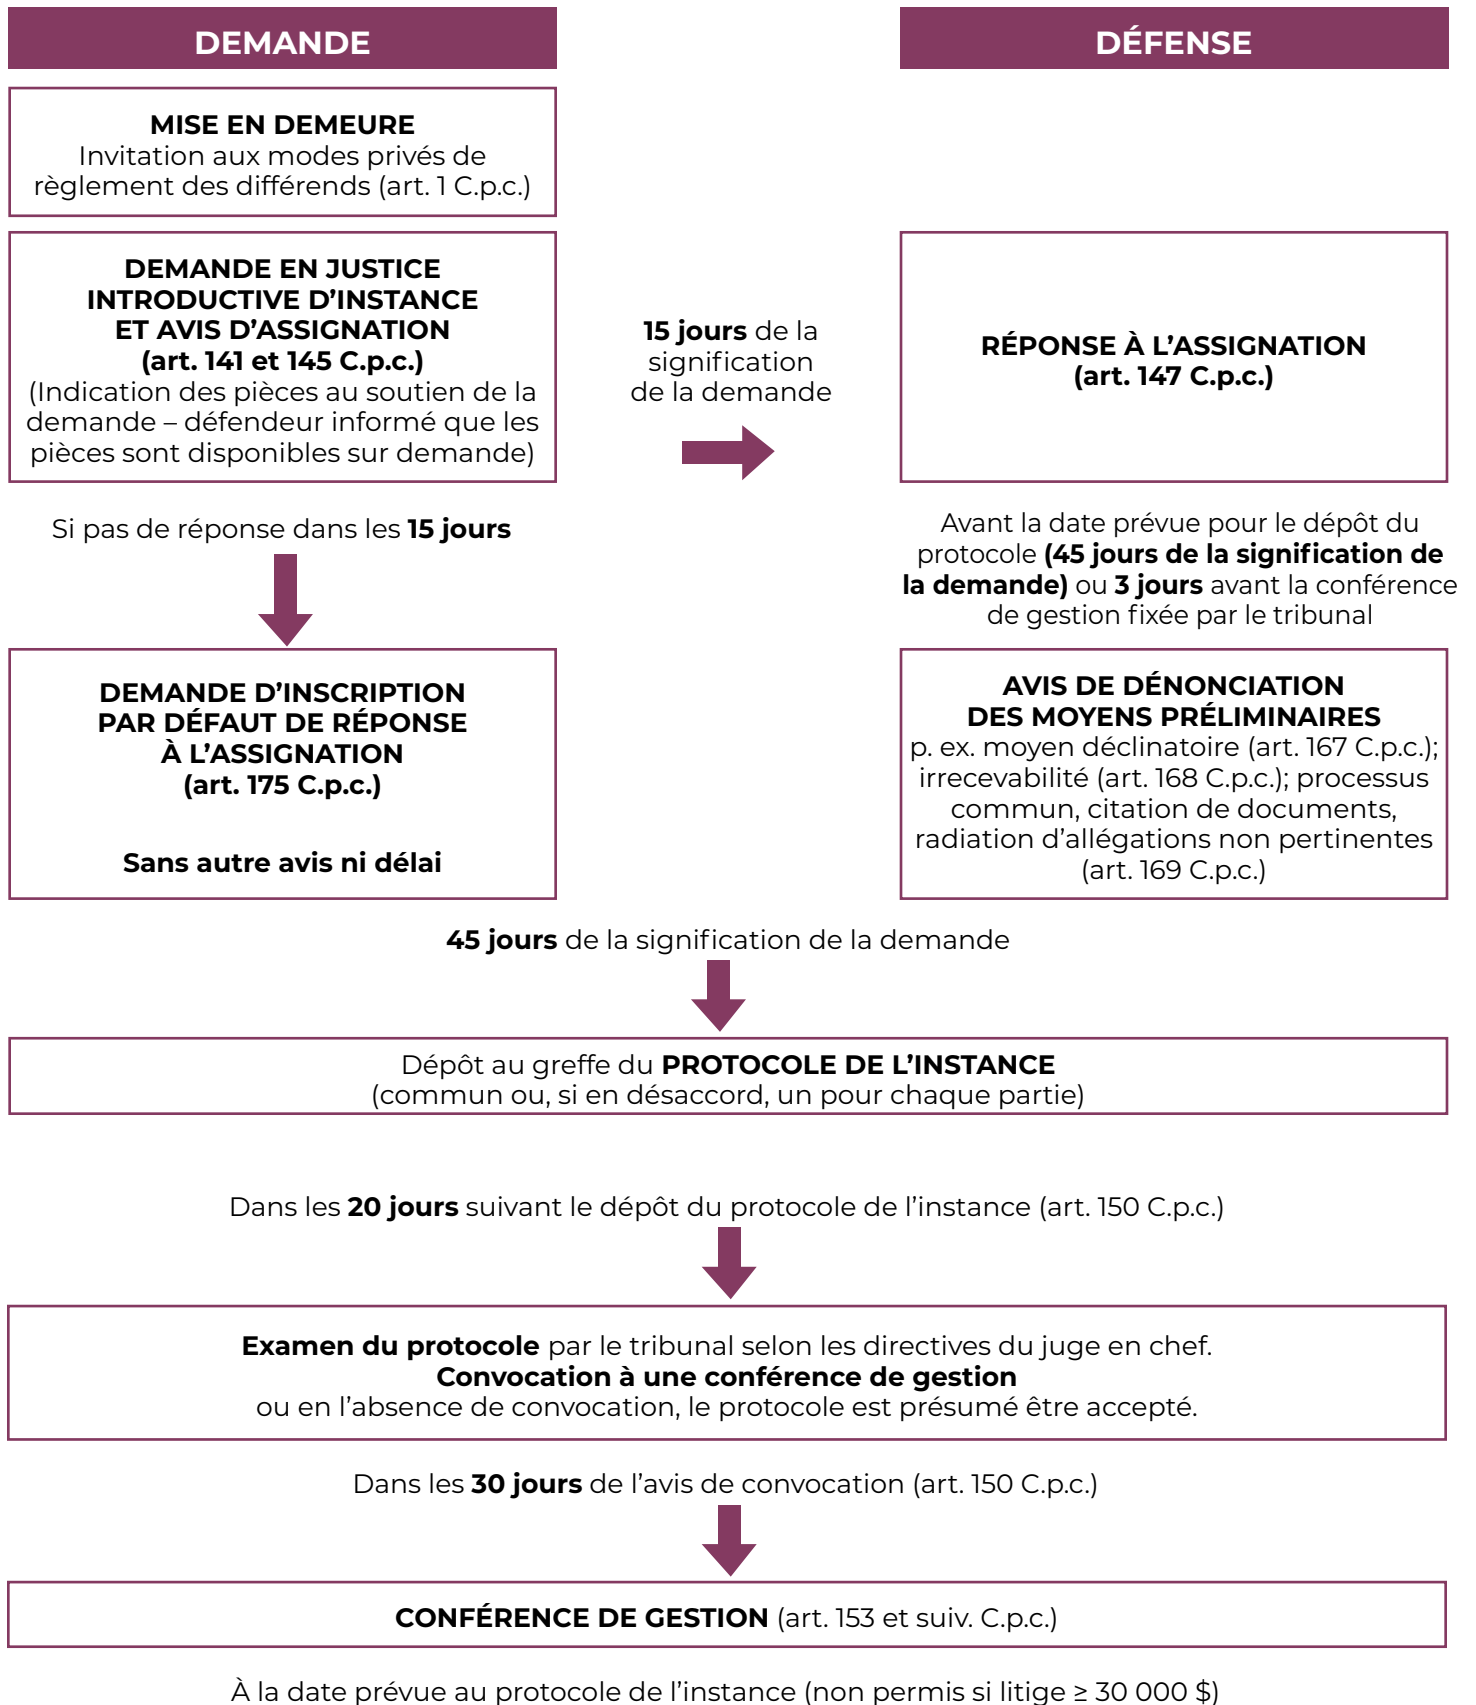 DEMANDE
DÉFENSE
MISE EN DEMEURE
Invitation aux modes privés de
règlement des différends (art. 1 C.p.c.)
DEMANDE EN JUSTICE
INTRODUCTIVE D’INSTANCE
ET AVIS D’ASSIGNATION
(art. 141 et 145 C.p.c.)
(Indication des pièces au soutien de la
demande – défendeur informé que les
pièces sont disponibles sur demande)
15 jours de la
signification
de la demande
RÉPONSE À L’ASSIGNATION
(art. 147 C.p.c.)
Si pas de réponse dans les 15 jours
Avant la date prévue pour le dépôt du
protocole (45 jours de la signification de
la demande) ou 3 jours avant la conférence
de gestion fixée par le tribunal
DEMANDE D’INSCRIPTION
PAR DÉFAUT DE RÉPONSE
À L’ASSIGNATION
(art. 175 C.p.c.)
Sans autre avis ni délai
AVIS DE DÉNONCIATION
DES MOYENS PRÉLIMINAIRES
p. ex. moyen déclinatoire (art. 167 C.p.c.);
irrecevabilité (art. 168 C.p.c.); processus
commun, citation de documents,
radiation d’allégations non pertinentes
(art. 169 C.p.c.)
45 jours de la signification de la demande
Dépôt au greffe du PROTOCOLE DE L’INSTANCE
(commun ou, si en désaccord, un pour chaque partie)
Dans les 20 jours suivant le dépôt du protocole de l’instance (art. 150 C.p.c.)
Examen du protocole par le tribunal selon les directives du juge en chef.
Convocation à une conférence de gestion
ou en l’absence de convocation, le protocole est présumé être accepté.
Dans les 30 jours de l’avis de convocation (art. 150 C.p.c.)
CONFÉRENCE DE GESTION (art. 153 et suiv. C.p.c.)
À la date prévue au protocole de l’instance (non permis si litige ≥ 30 000 $)